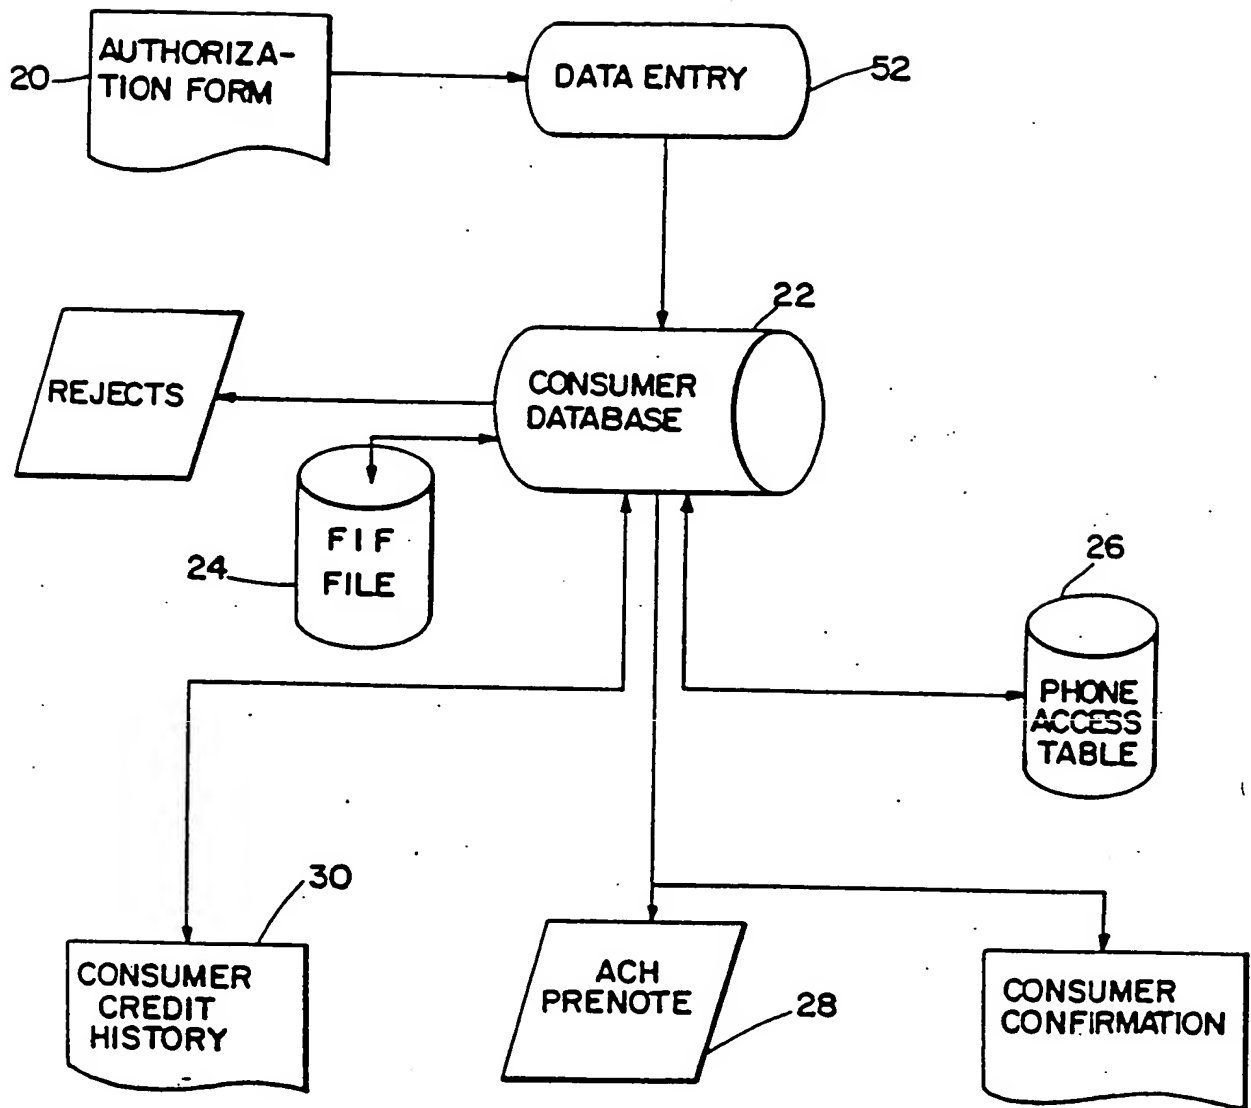 AUTHORIZA-
TION FORM
20
DATA ENTRY
52
22
CONSUMER
DATABASE
REJECTS
FIF
FILE
24
26
PHONE
ACCESS
TABLE
30
CONSUMER
CREDIT
HISTORY
ACH
PRENOTE
28
CONSUMER
CONFIRMATION